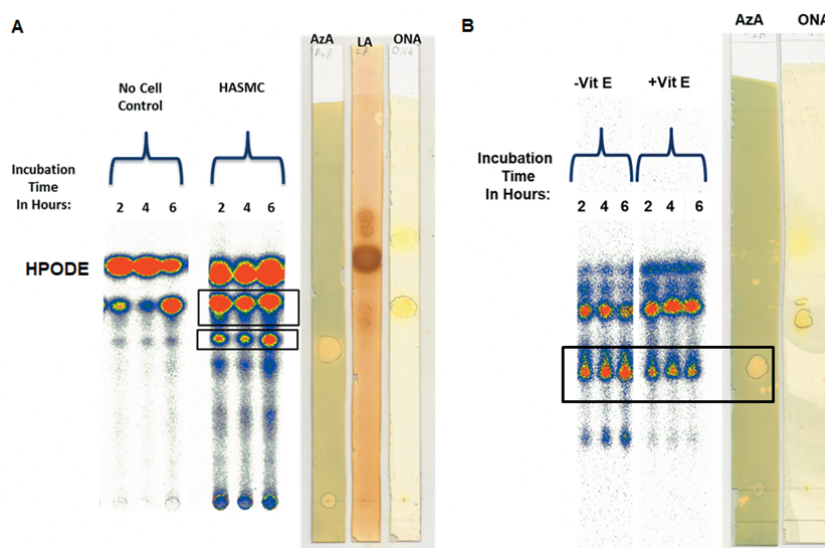 A
AzA
LA
ONA
No Cell
Control
HASMC
Incubation
Time
In Hours:
2 4 6
2 4 6
HPODE
B
AzA
ONA
-Vit E
+Vit E
Incubation
Time
In Hours:
2 4 6
2 4 6